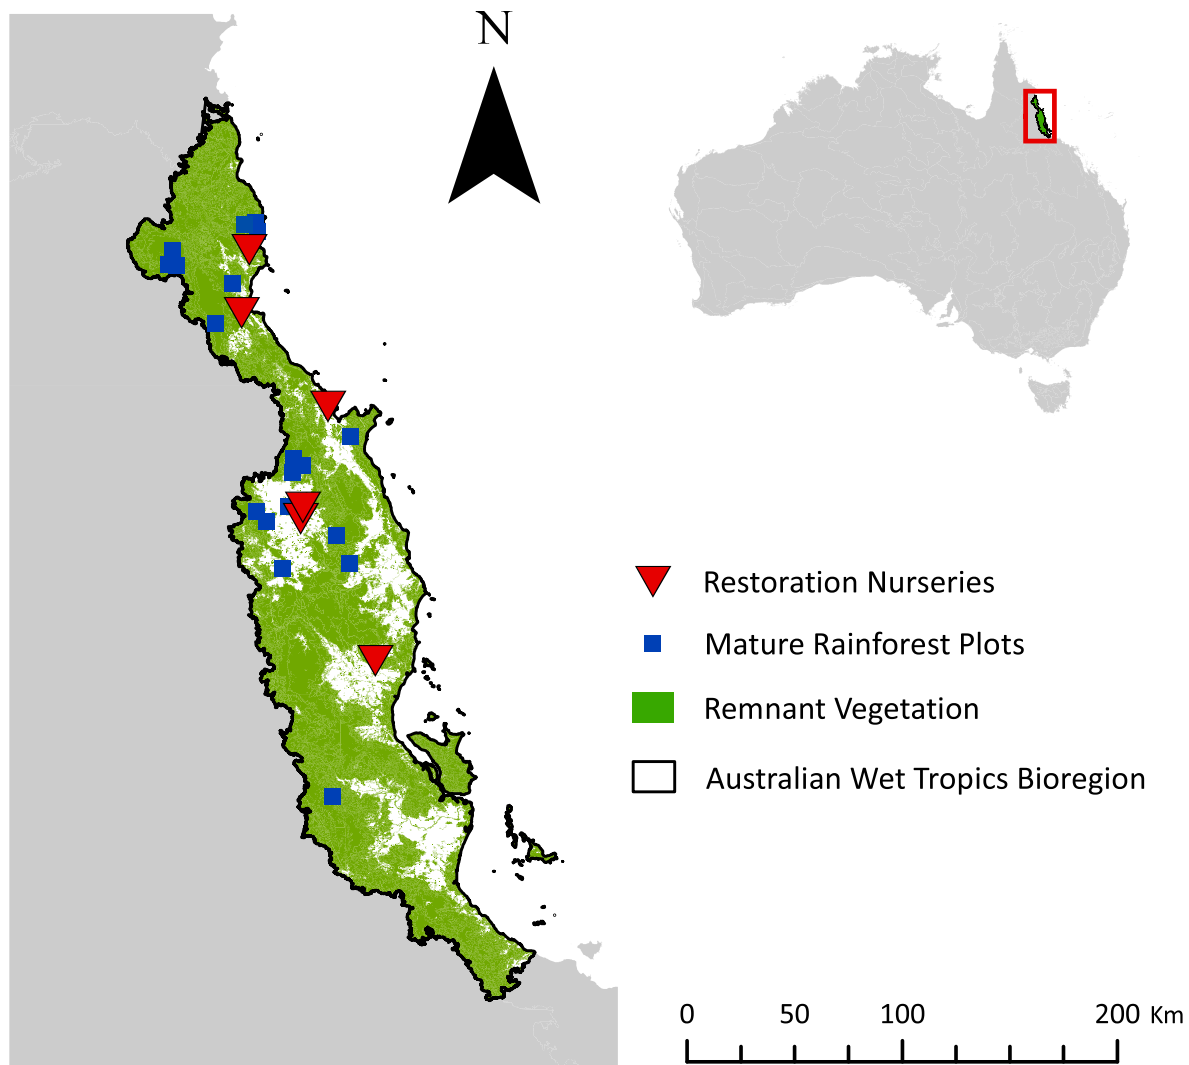 N
Restoration Nurseries
Mature Rainforest Plots
Remnant Vegetation
Australian Wet Tropics Bioregion
0 50 100 200 Km